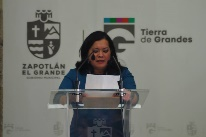 ZAPOTLÁN
EL GRANDE
Tierra
de Grandes